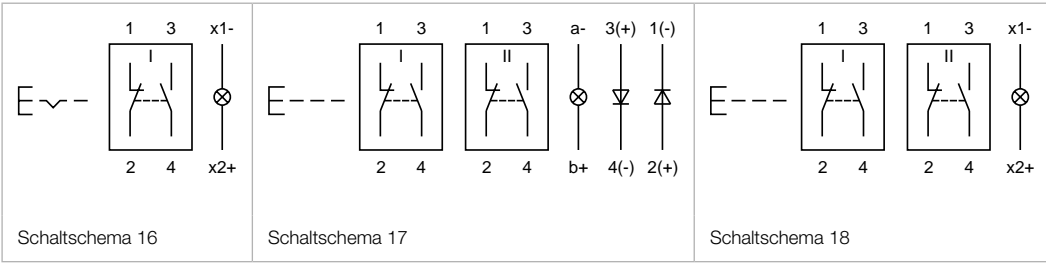 1 3 x1-
I
2 4 x2+
Schaltschema 16
1 3 1 3 a- 3(+) 1(-)
I II
2 4 2 4 b+ 4(-) 2(+)
Schaltschema 17
1 3 1 3 x1-
I II
2 4 2 4 x2+
Schaltschema 18